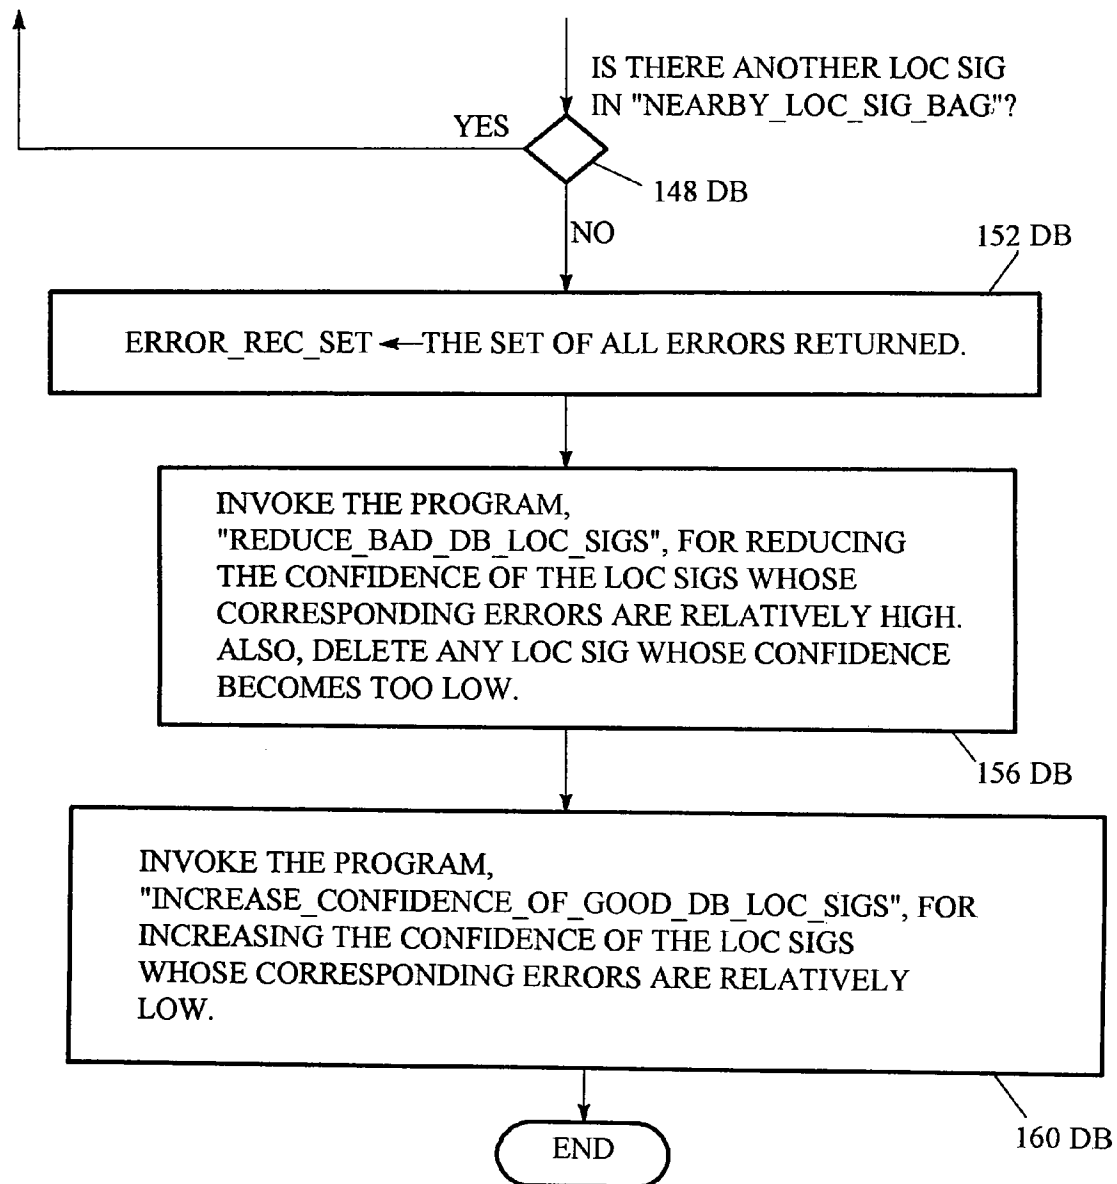 IS THERE ANOTHER LOC SIG
IN "NEARBY_LOC_SIG_BAG"?
YES
148 DB
NO
152 DB
ERROR_REC_SET ←THE SET OF ALL ERRORS RETURNED.
INVOKE THE PROGRAM,
"REDUCE_BAD_DB_LOC_SIGS", FOR REDUCING
THE CONFIDENCE OF THE LOC SIGS WHOSE
CORRESPONDING ERRORS ARE RELATIVELY HIGH.
ALSO, DELETE ANY LOC SIG WHOSE CONFIDENCE
BECOMES TOO LOW.
156 DB
INVOKE THE PROGRAM,
"INCREASE_CONFIDENCE_OF_GOOD_DB_LOC_SIGS", FOR
INCREASING THE CONFIDENCE OF THE LOC SIGS
WHOSE CORRESPONDING ERRORS ARE RELATIVELY
LOW.
160 DB
END